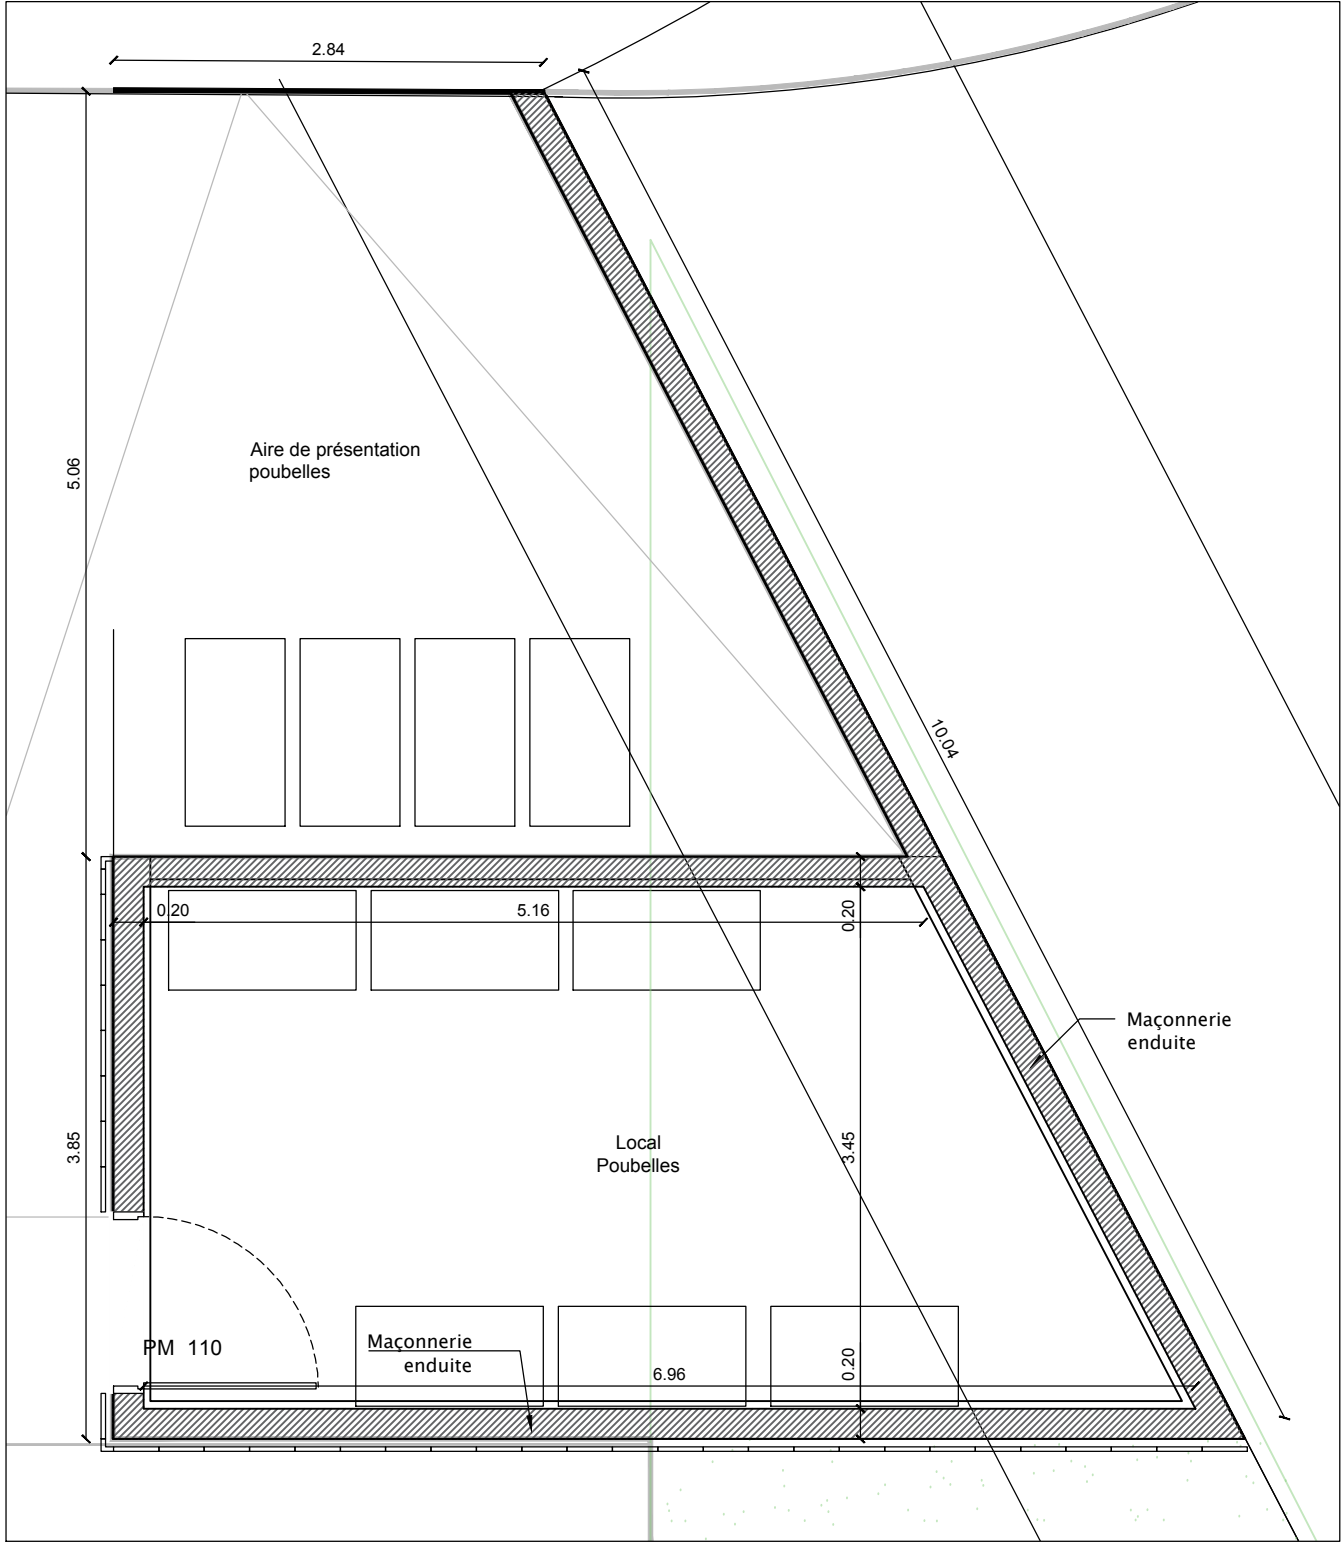 2.84
5.06
Aire de présentation
poubelles
10.04
0.20
5.16
0.20
Maçonnerie
enduite
3.85
Local
Poubelles
3.45
PM 110
Maçonnerie
enduite
6.96
0.20